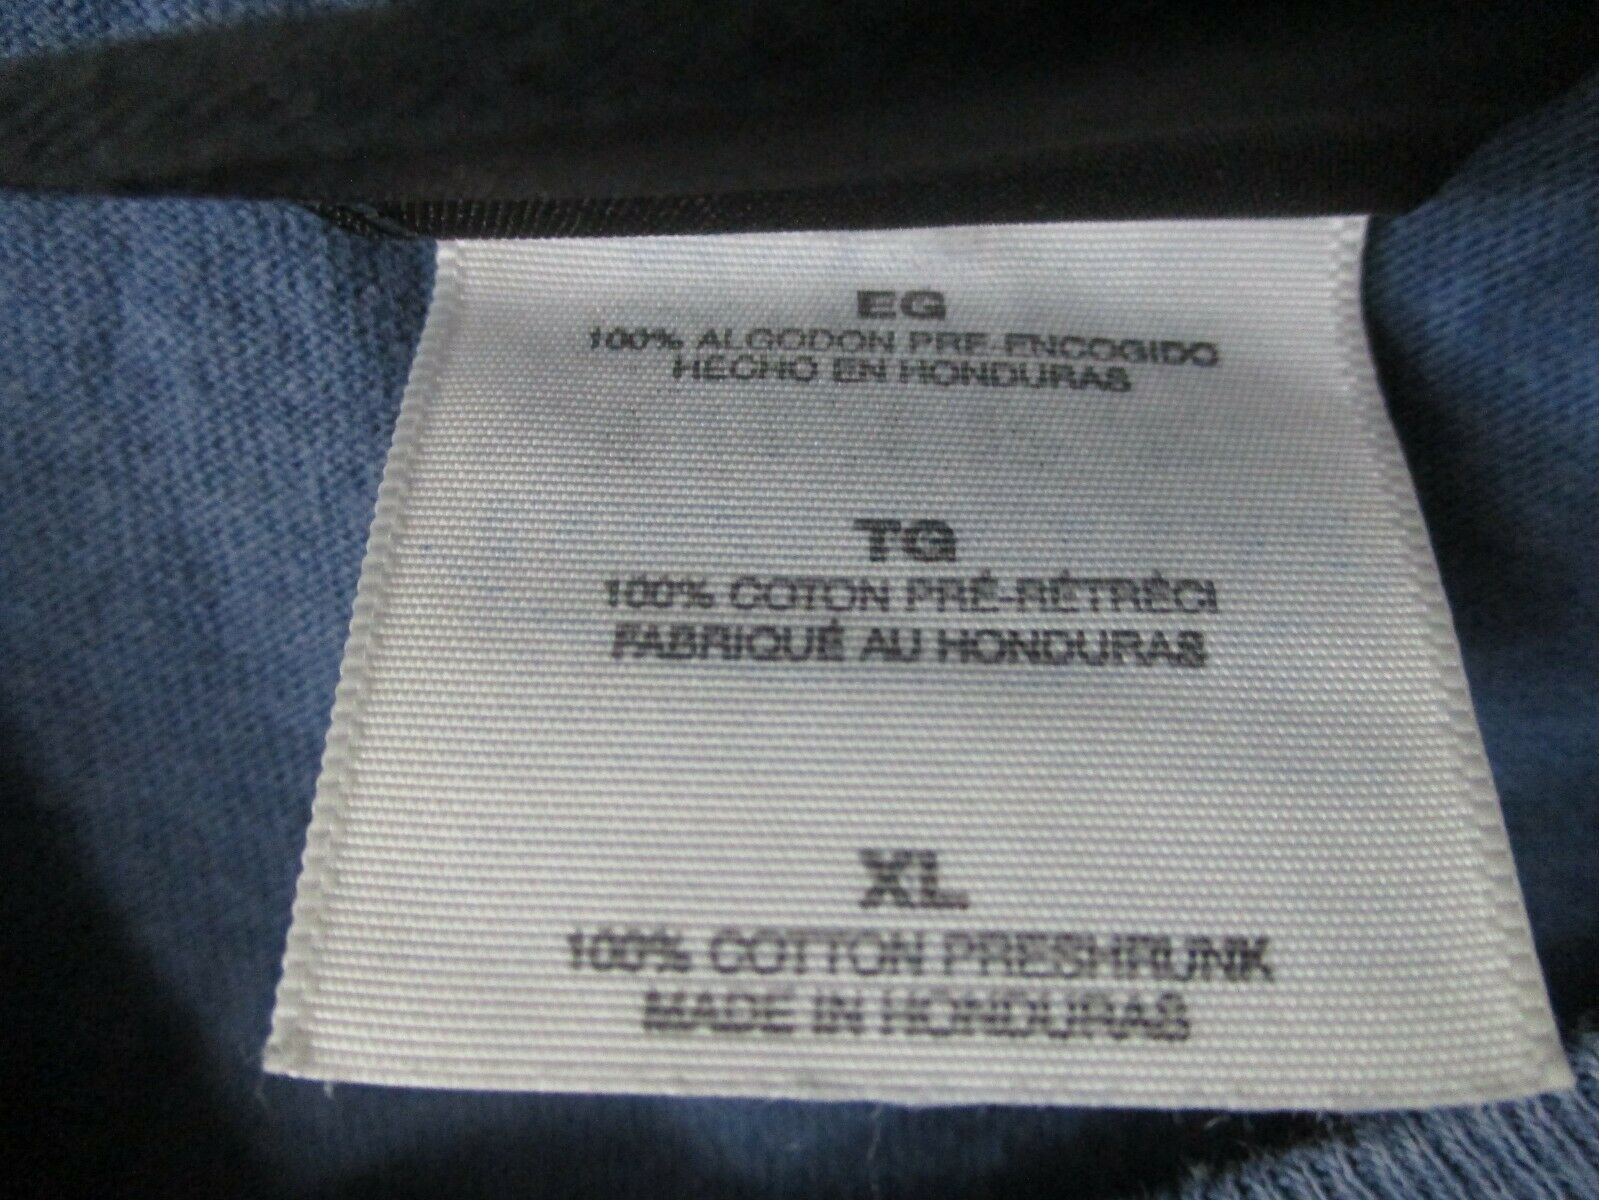 EG
100% ALGODON PRE-ENCOGIDO
HECHO EN HONDURAS
TG
100% COTON PRÉ-RÉTRÉCI
FABRIQUÉ AU HONDURAS
XL
100% COTTON PRESHRUNK
MADE IN HONDURAS